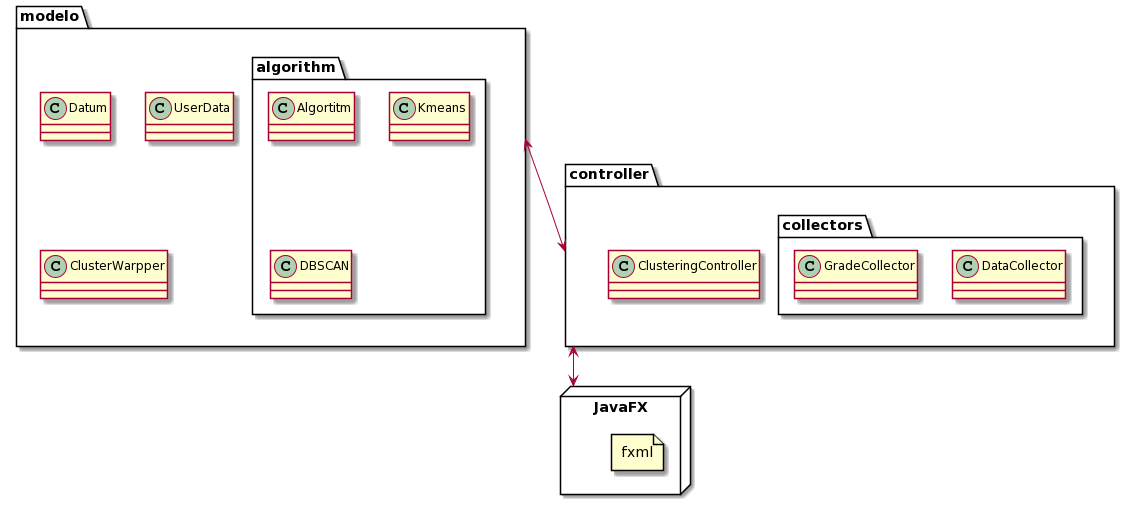 modelo
algorithm
C Datum
C UserData
C Algortitm
C Kmeans
C ClusterWarpper
C DBSCAN
controller
collectors
C ClusteringController
C GradeCollector
C DataCollector
JavaFX
fxml